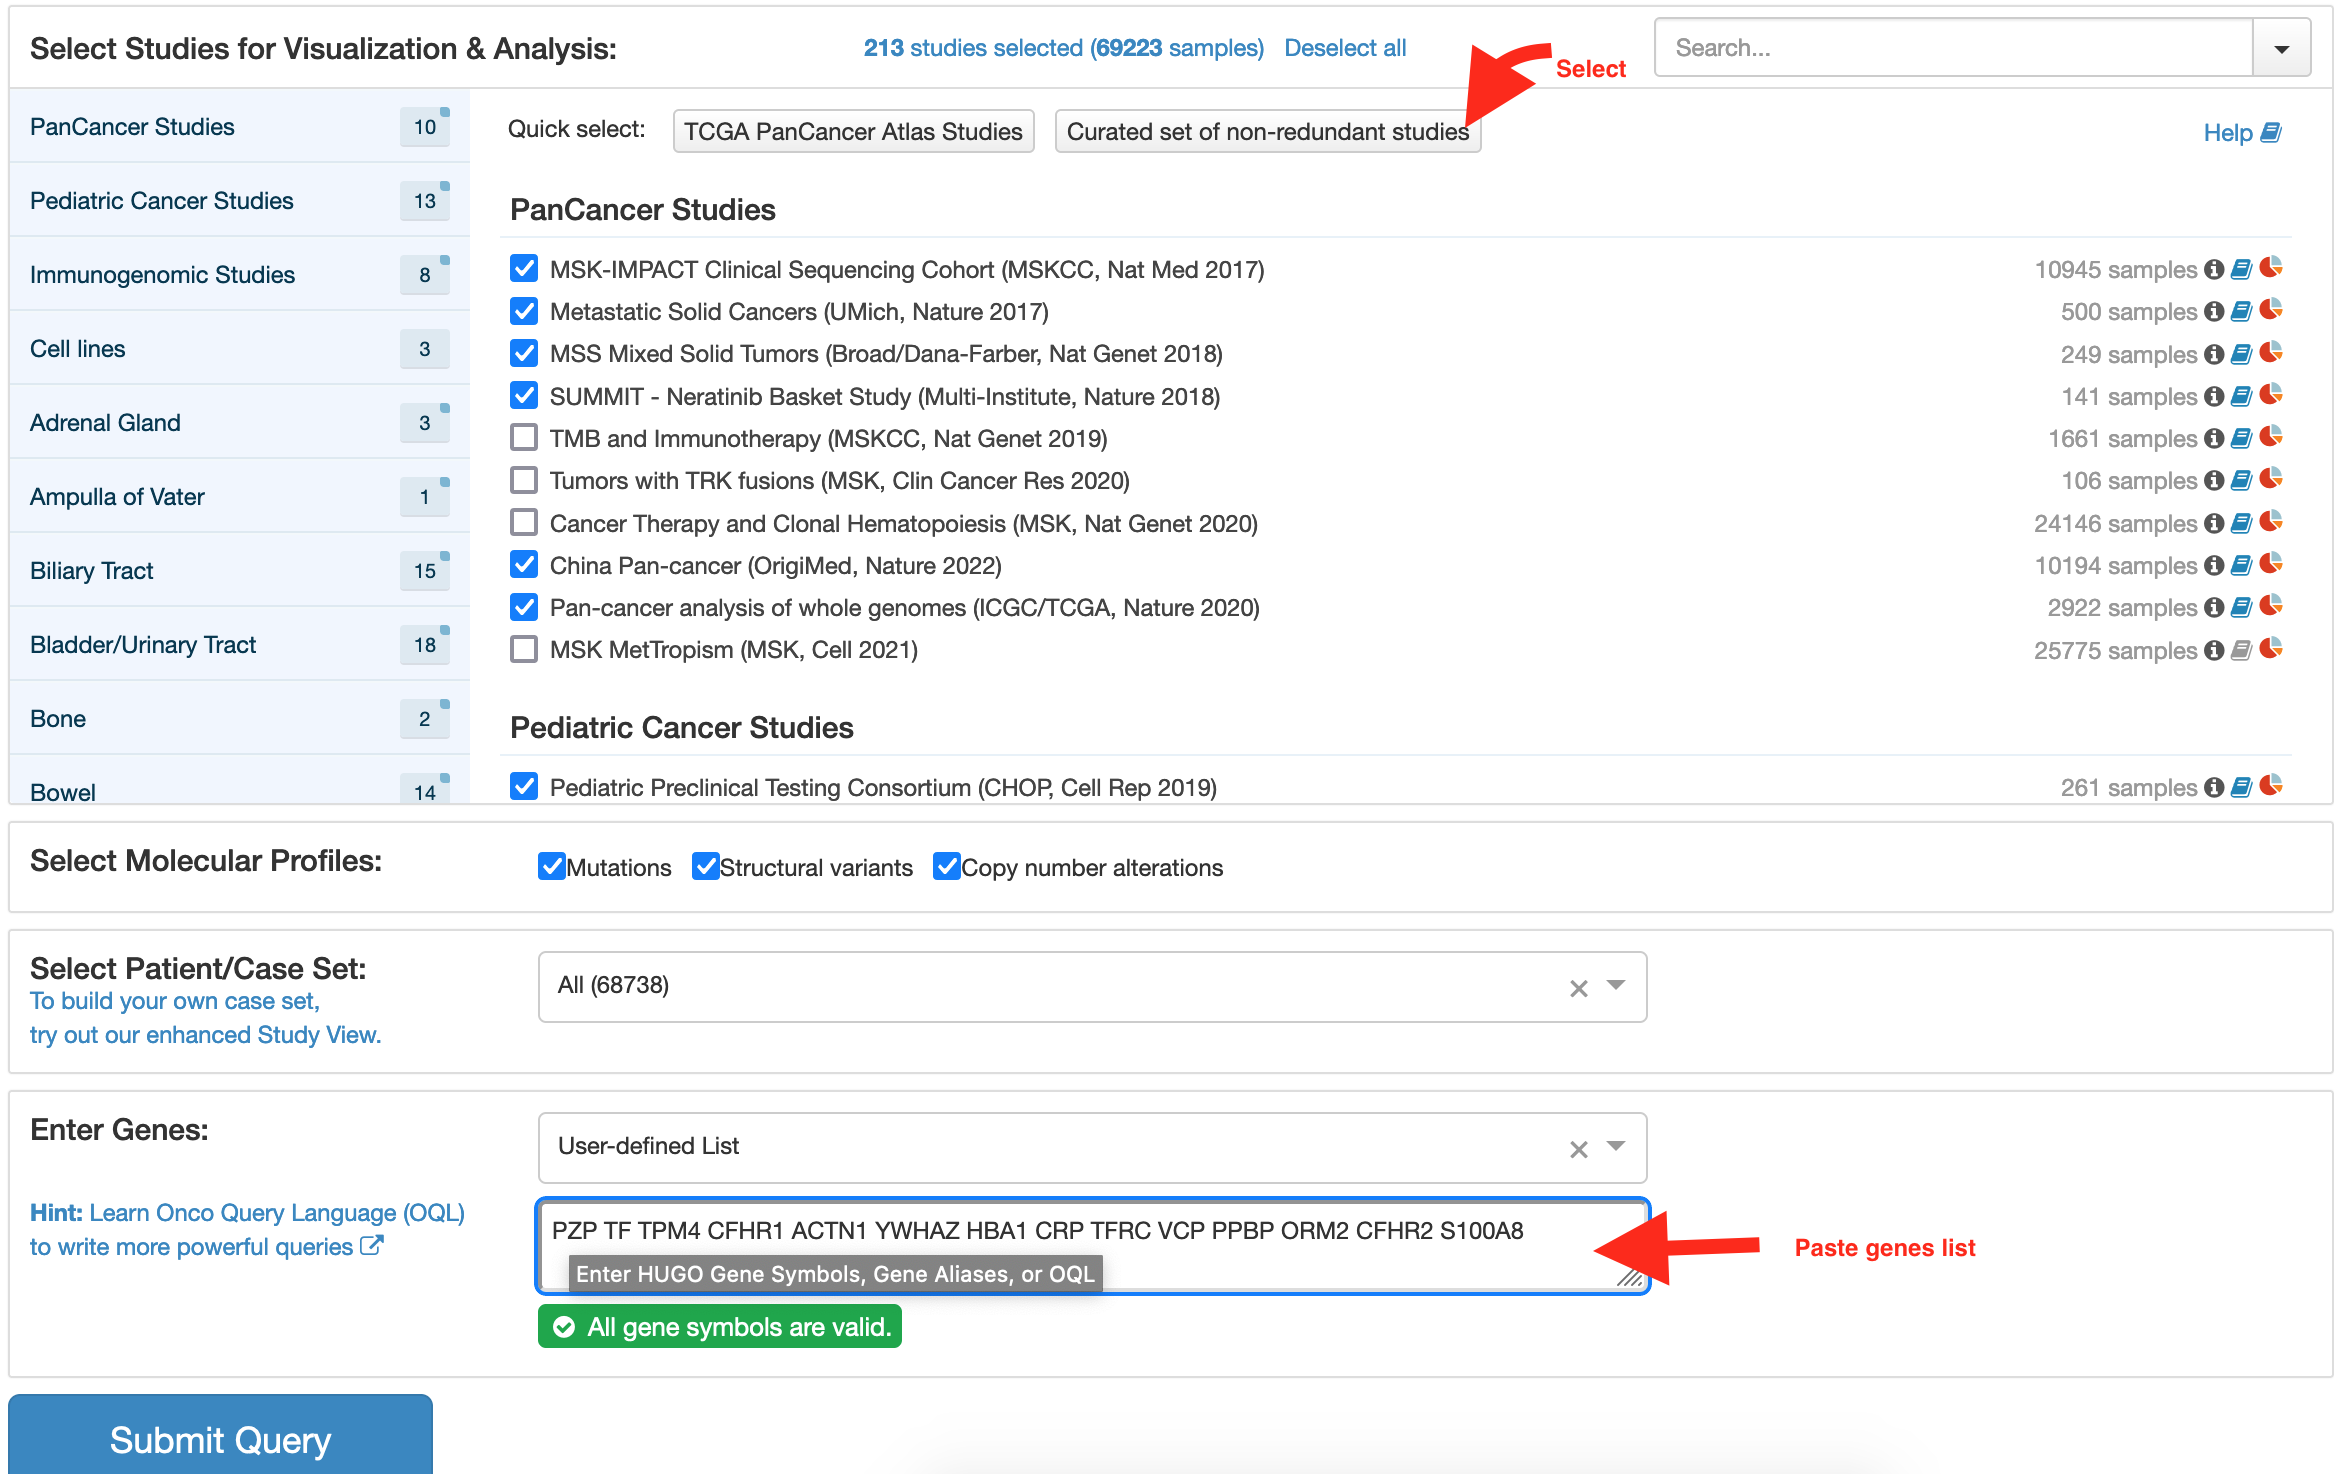 Select Studies for Visualization & Analysis:
213 studies selected (69223 samples) Deselect all
Search...
Select
PanCancer Studies 10
Pediatric Cancer Studies 13
Immunogenomic Studies 8
Cell lines 3
Adrenal Gland 3
Ampulla of Vater 1
Biliary Tract 15
Bladder/Urinary Tract 18
Bone 2
Bowel 14
Quick select: TCGA PanCancer Atlas Studies Curated set of non-redundant studies
Help
PanCancer Studies
MSK-IMPACT Clinical Sequencing Cohort (MSKCC, Nat Med 2017) 10945 samples
Metastatic Solid Cancers (UMich, Nature 2017) 500 samples
MSS Mixed Solid Tumors (Broad/Dana-Farber, Nat Genet 2018) 249 samples
SUMMIT - Neratinib Basket Study (Multi-Institute, Nature 2018) 141 samples
TMB and Immunotherapy (MSKCC, Nat Genet 2019) 1661 samples
Tumors with TRK fusions (MSK, Clin Cancer Res 2020) 106 samples
Cancer Therapy and Clonal Hematopoiesis (MSK, Nat Genet 2020) 24146 samples
China Pan-cancer (OrigiMed, Nature 2022) 10194 samples
Pan-cancer analysis of whole genomes (ICGC/TCGA, Nature 2020) 2922 samples
MSK MetTropism (MSK, Cell 2021) 25775 samples
Pediatric Cancer Studies
Pediatric Preclinical Testing Consortium (CHOP, Cell Rep 2019) 261 samples
Select Molecular Profiles:
Mutations Structural variants Copy number alterations
Select Patient/Case Set:
To build your own case set,
try out our enhanced Study View.
All (68738)
Enter Genes:
User-defined List
Hint: Learn Onco Query Language (OQL)
to write more powerful queries
PZP TF TPM4 CFHR1 ACTN1 YWHAZ HBA1 CRP TFRC VCP PPBP ORM2 CFHR2 S100A8
Enter HUGO Gene Symbols, Gene Aliases, or OQL
Paste genes list
All gene symbols are valid.
Submit Query